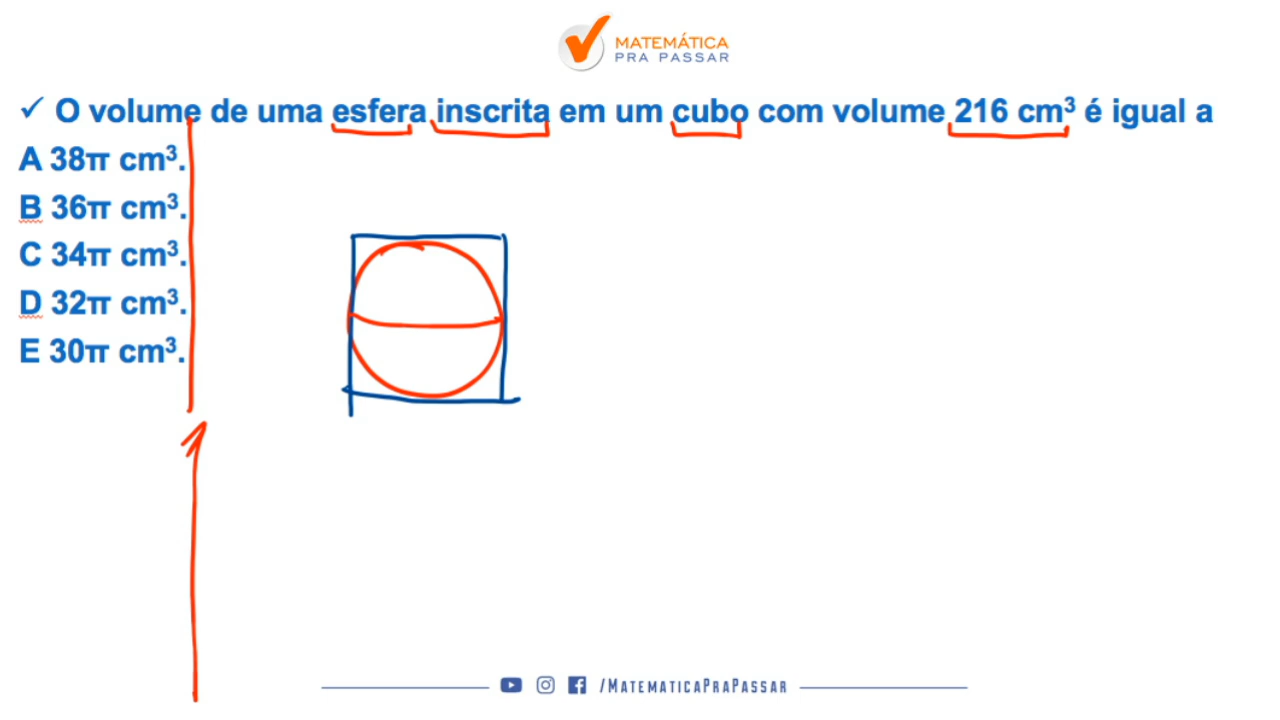 MATEMÁTICA
PRA PASSAR
✓ O volume de uma esfera inscrita em um cubo com volume 216 cm³ é igual a
A 38π cm³.
B 36π cm³.
C 34π cm³.
D 32π cm³.
E 30π cm³.
/MATEMATICAPRAPASSAR